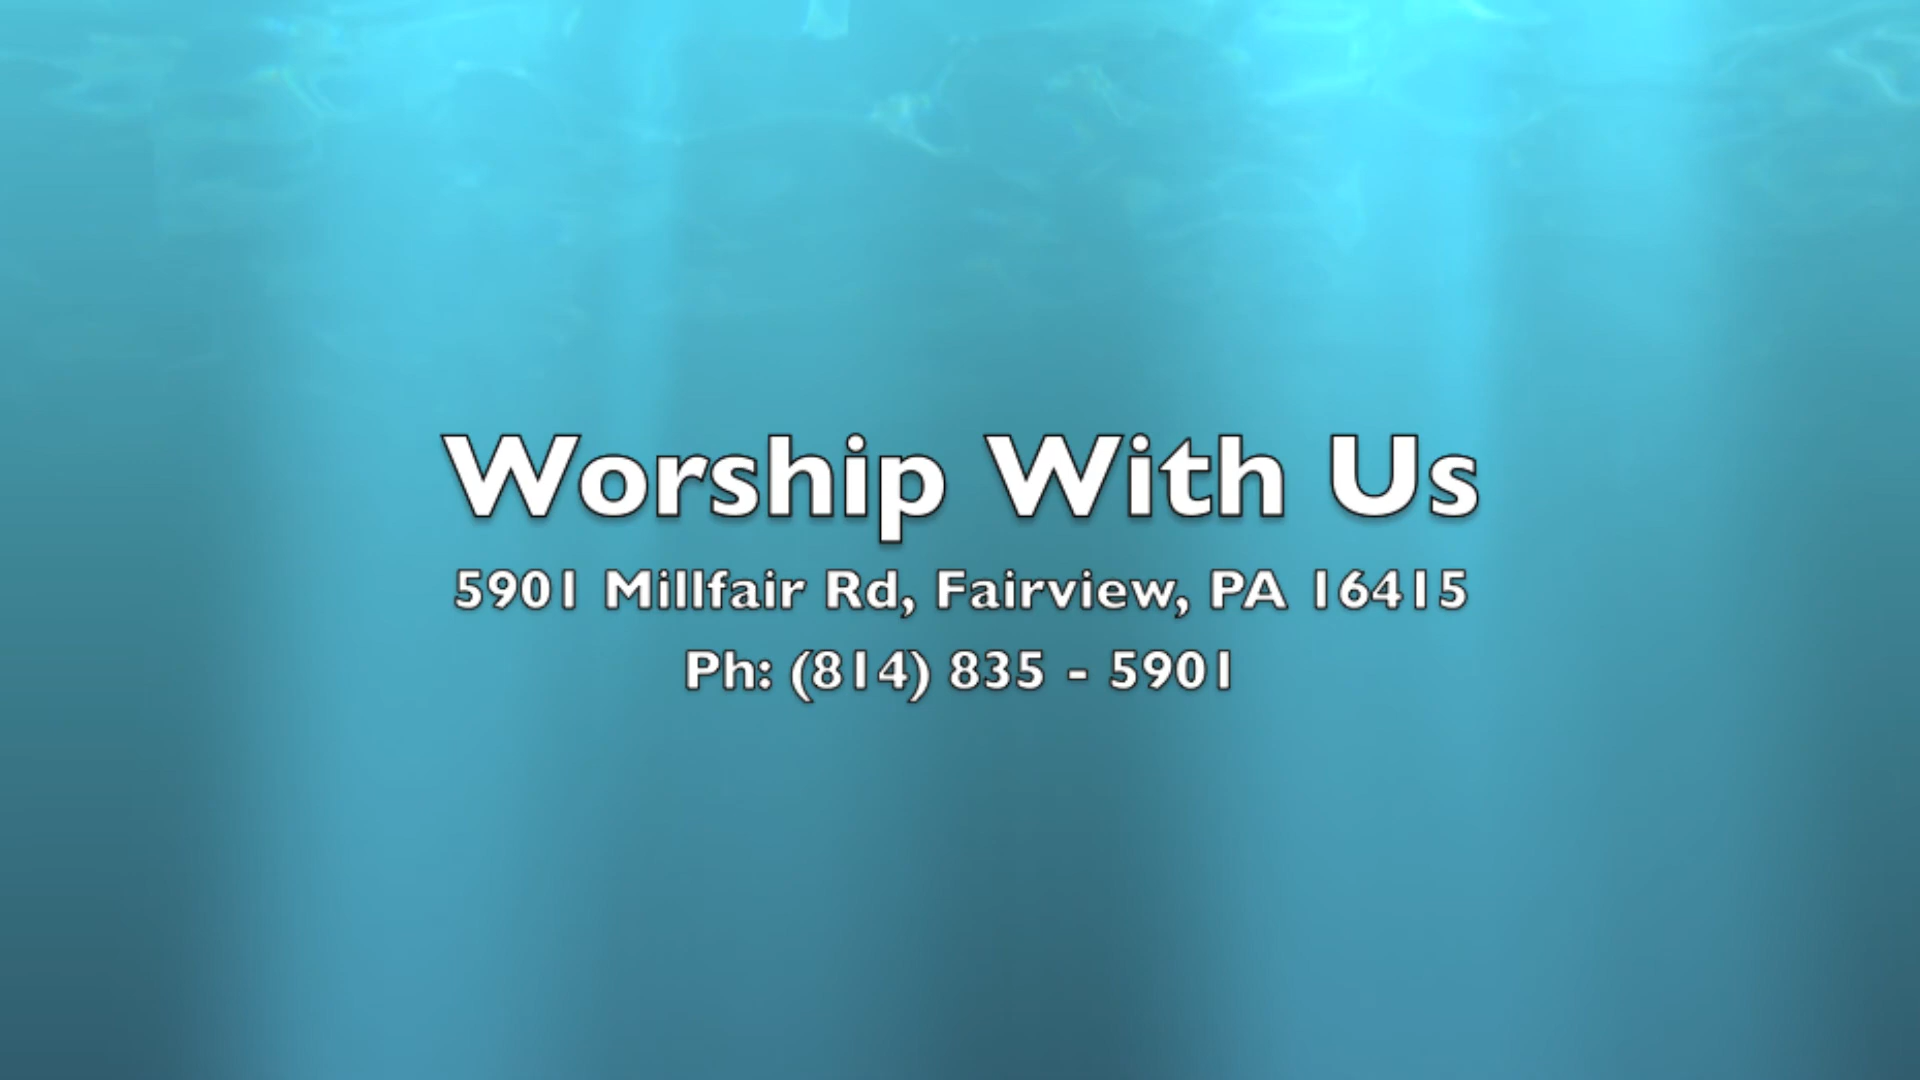 Worship With Us
5901 Millfair Rd, Fairview, PA 16415
Ph: (814) 835 - 5901